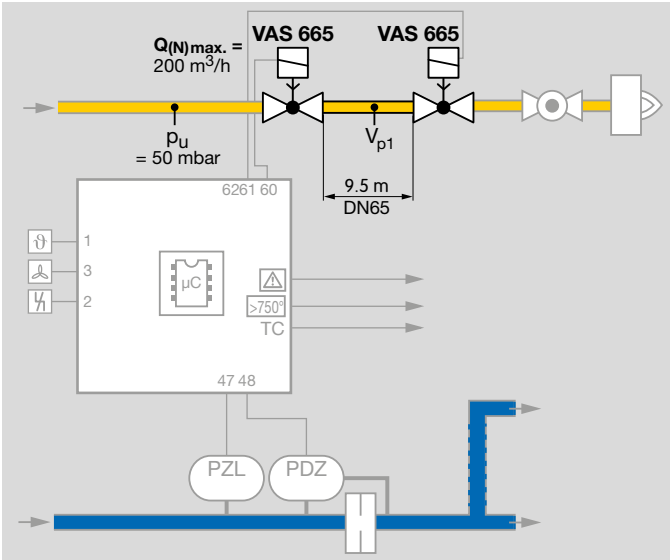 VAS 665
VAS 665
Q(N)max. =
200 m³/h
pu
= 50 mbar
Vp1
9.5 m
DN65
6261 60
1
3
2
ϑ
µC
>750°
TC
47 48
PZL
PDZ